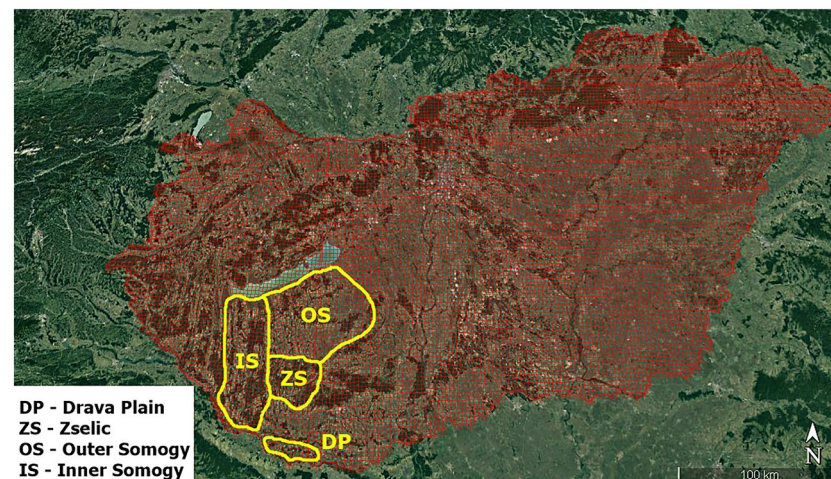 OS
IS
ZS
DP
DP - Drava Plain
ZS - Zselic
OS - Outer Somogy
IS - Inner Somogy
N
100 km